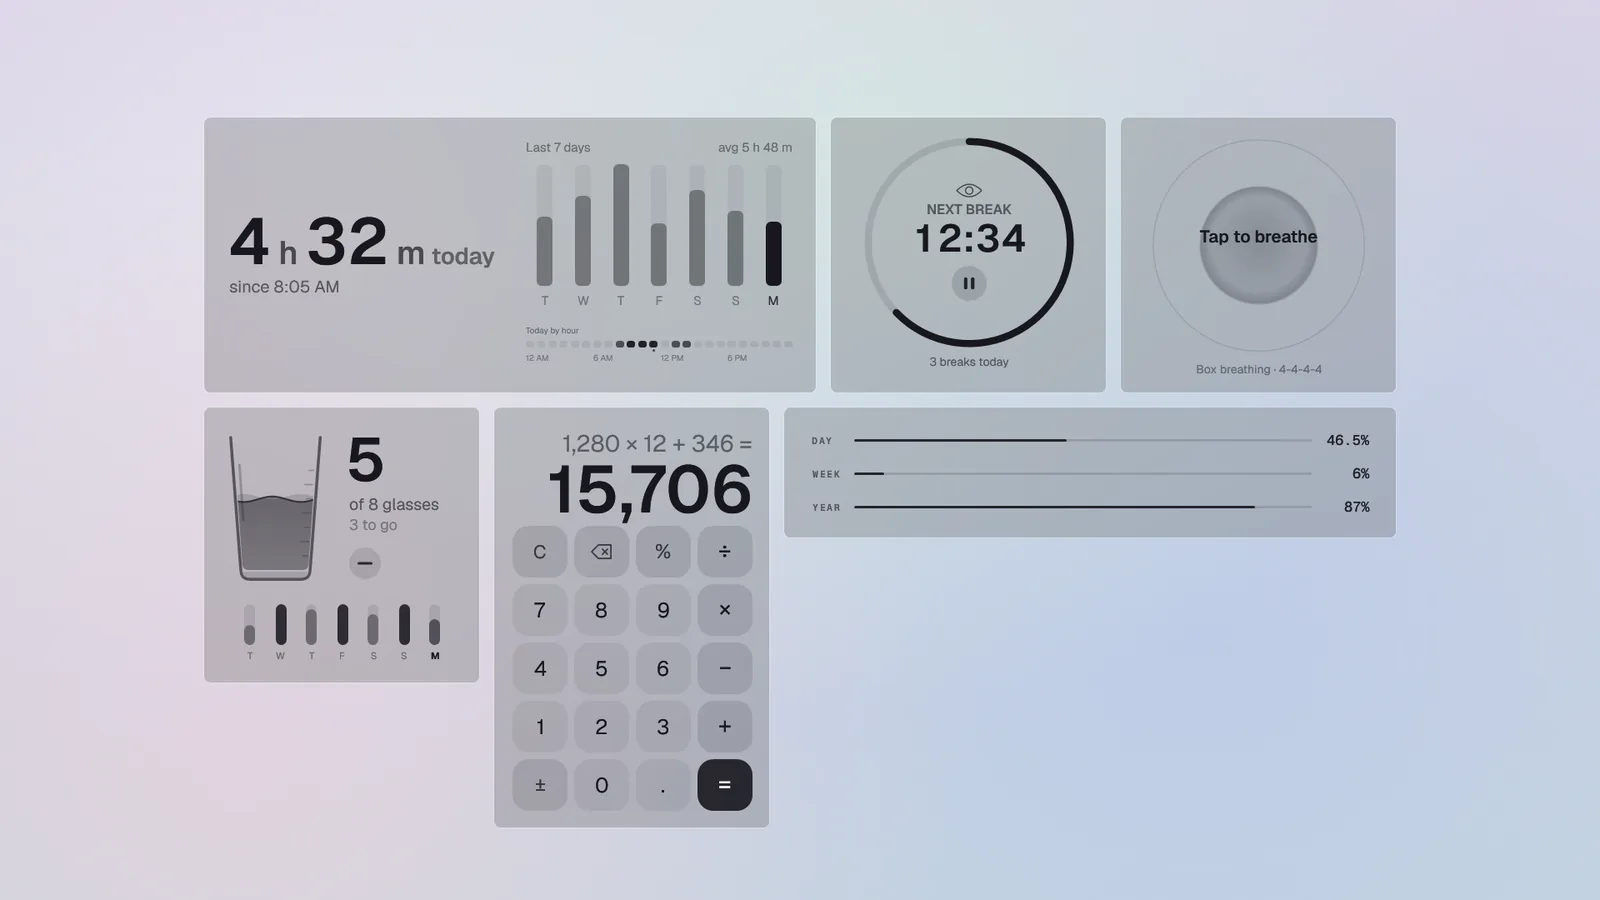 4 h 32 m today
since 8:05 AM
Last 7 days
avg 5 h 48 m
T W T F S S M
Today by hour
12 AM 6 AM 12 PM 6 PM
NEXT BREAK
12:34
3 breaks today
Tap to breathe
Box breathing · 4-4-4-4
5
of 8 glasses
3 to go
T W T F S S M
1,280 × 12 + 346 =
15,706
C % ÷
7 8 9 ×
4 5 6 −
1 2 3 +
± 0 . =
DAY 46.5%
WEEK 6%
YEAR 87%